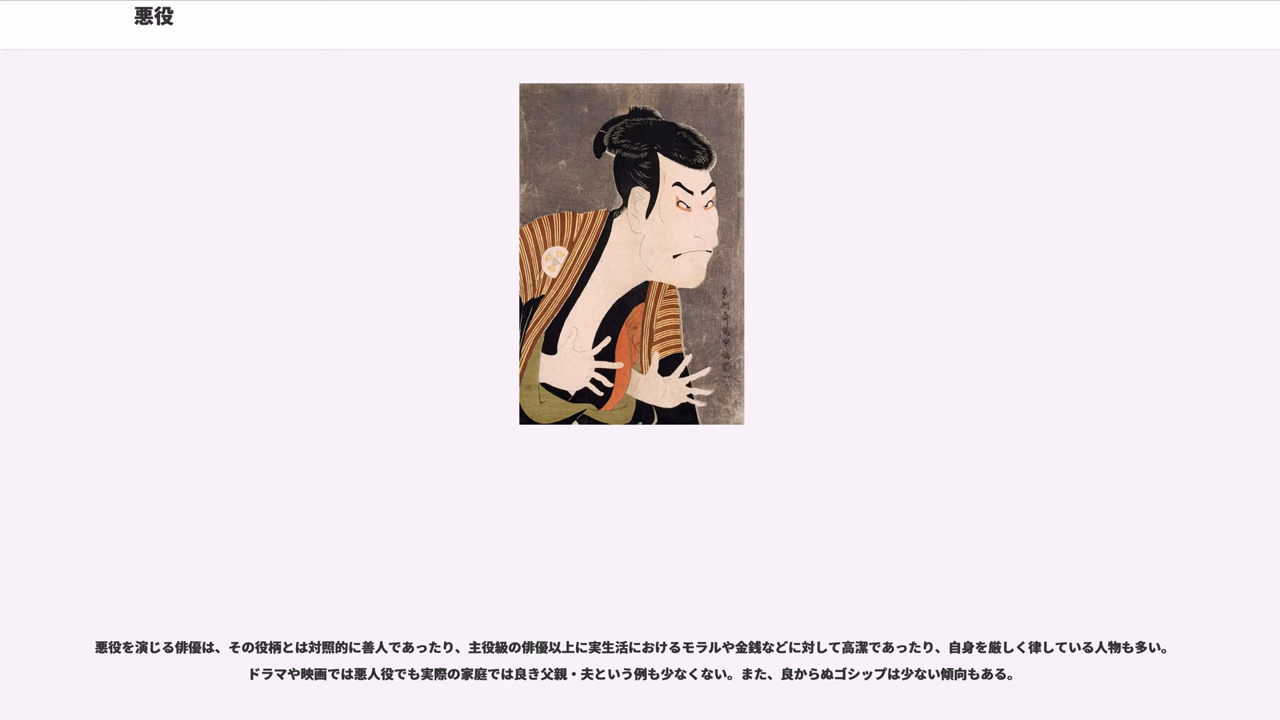 悪役
悪役を演じる俳優は、その役柄とは対照的に善人であったり、主役級の俳優以上に実生活におけるモラルや金銭などに対して高潔であったり、自身を厳しく律している人物も多い。
ドラマや映画では悪人役でも実際の家庭では良き父親・夫という例も少なくない。また、良からぬゴシップは少ない傾向もある。